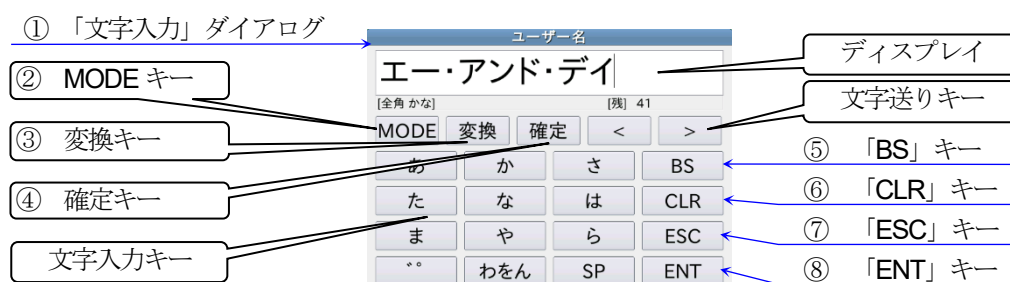 ① 「文字入力」ダイアログ
② MODE キー
③ 変換キー
④ 確定キー
文字入力キー
ユーザー名
エー・アンド・デイ
[全角 かな] [残] 41
MODE 変換 確定 < >
あ か さ BS
た な は CLR
ま や ら ESC
゛゜ わをん SP ENT
ディスプレイ
文字送りキー
⑤ 「BS」キー
⑥ 「CLR」キー
⑦ 「ESC」キー
⑧ 「ENT」キー